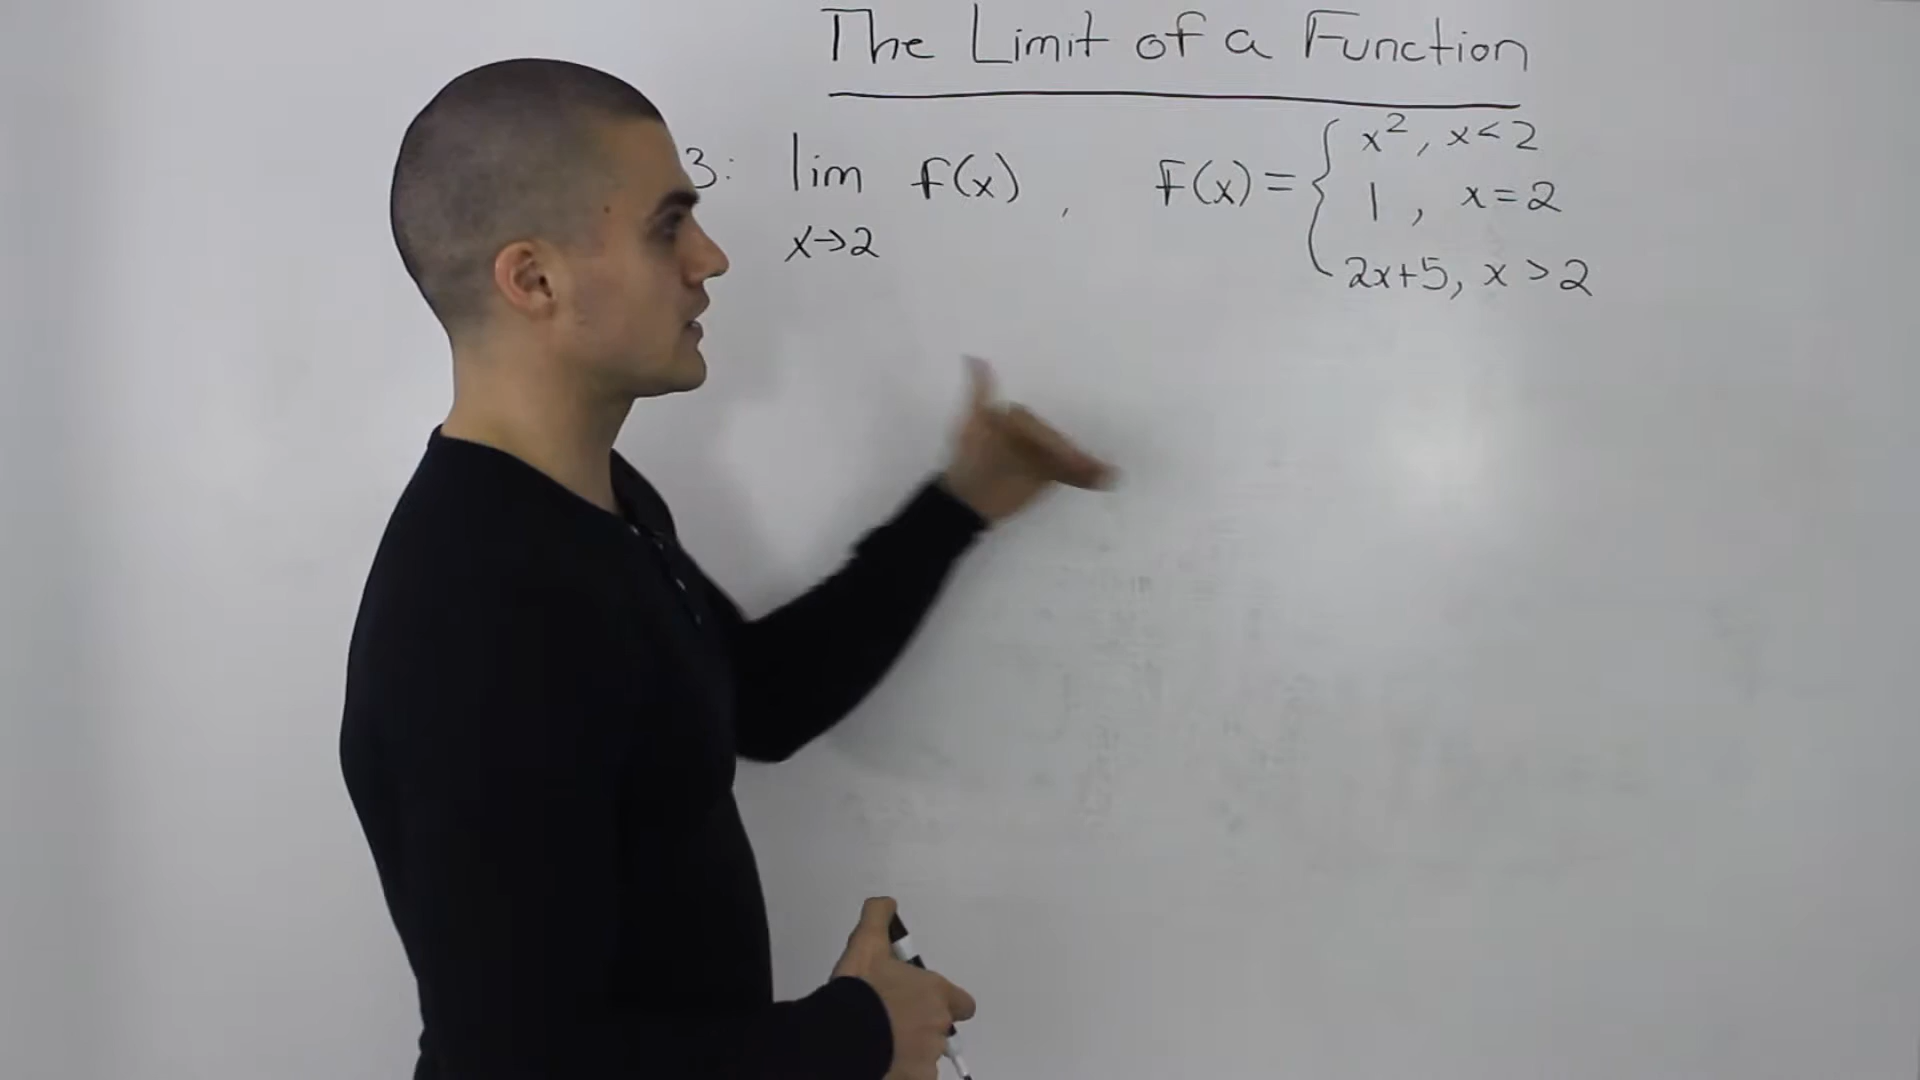 The Limit of a Function
3: lim f(x) , F(x) = { x², x<2
x→2
1, x=2
2x+5, x>2